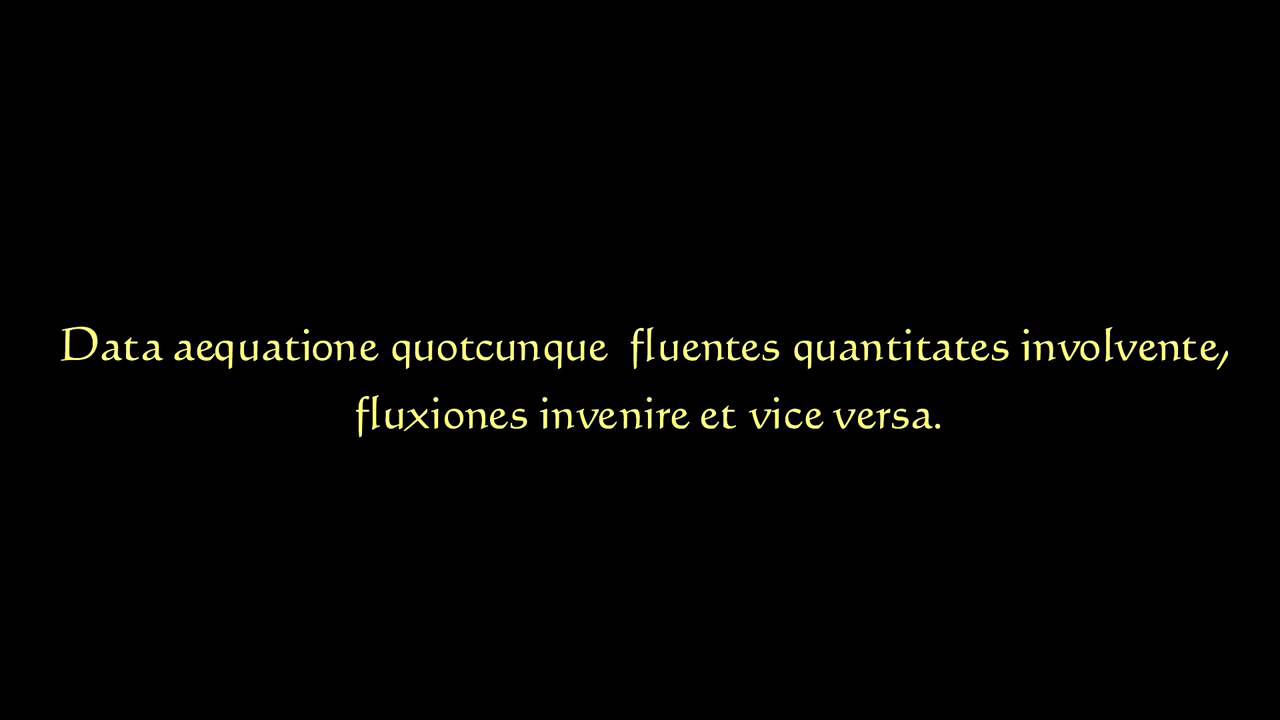 Data aequatione quotcunque fluentes quantitates involvente,
fluxiones invenire et vice versa.